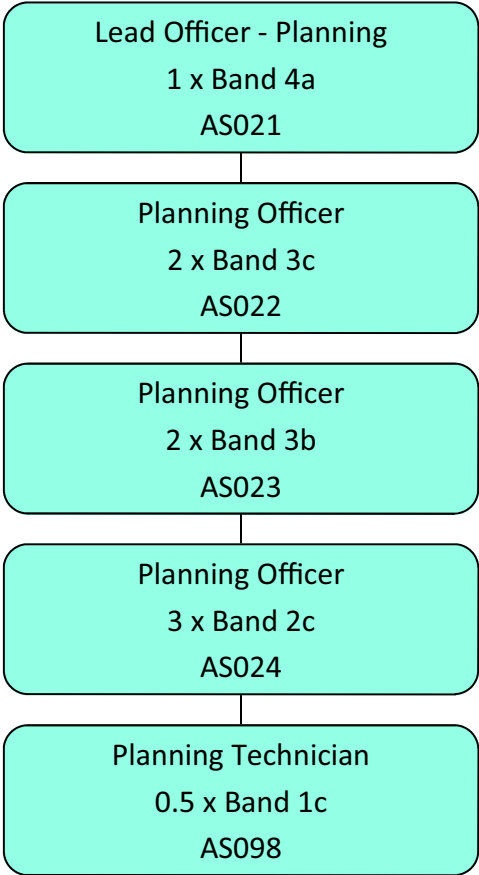 Lead Officer - Planning
1 x Band 4a
AS021
Planning Officer
2 x Band 3c
AS022
Planning Officer
2 x Band 3b
AS023
Planning Officer
3 x Band 2c
AS024
Planning Technician
0.5 x Band 1c
AS098